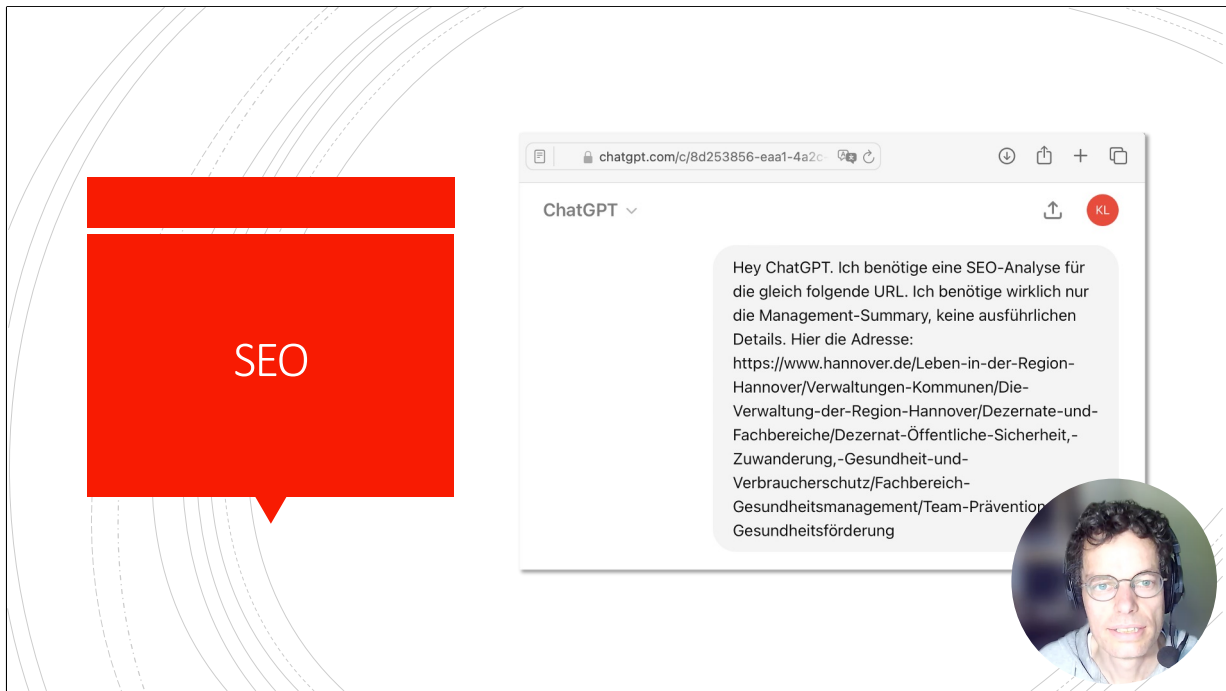 SEO
chatgpt.com/c/8d253856-eaa1-4a2c-
ChatGPT
KL
Hey ChatGPT. Ich benötige eine SEO-Analyse für
die gleich folgende URL. Ich benötige wirklich nur
die Management-Summary, keine ausführlichen
Details. Hier die Adresse:
https://www.hannover.de/Leben-in-der-Region-
Hannover/Verwaltungen-Kommunen/Die-
Verwaltung-der-Region-Hannover/Dezernate-und-
Fachbereiche/Dezernat-Öffentliche-Sicherheit,-
Zuwanderung,-Gesundheit-und-
Verbraucherschutz/Fachbereich-
Gesundheitsmanagement/Team-Prävention
Gesundheitsförderung